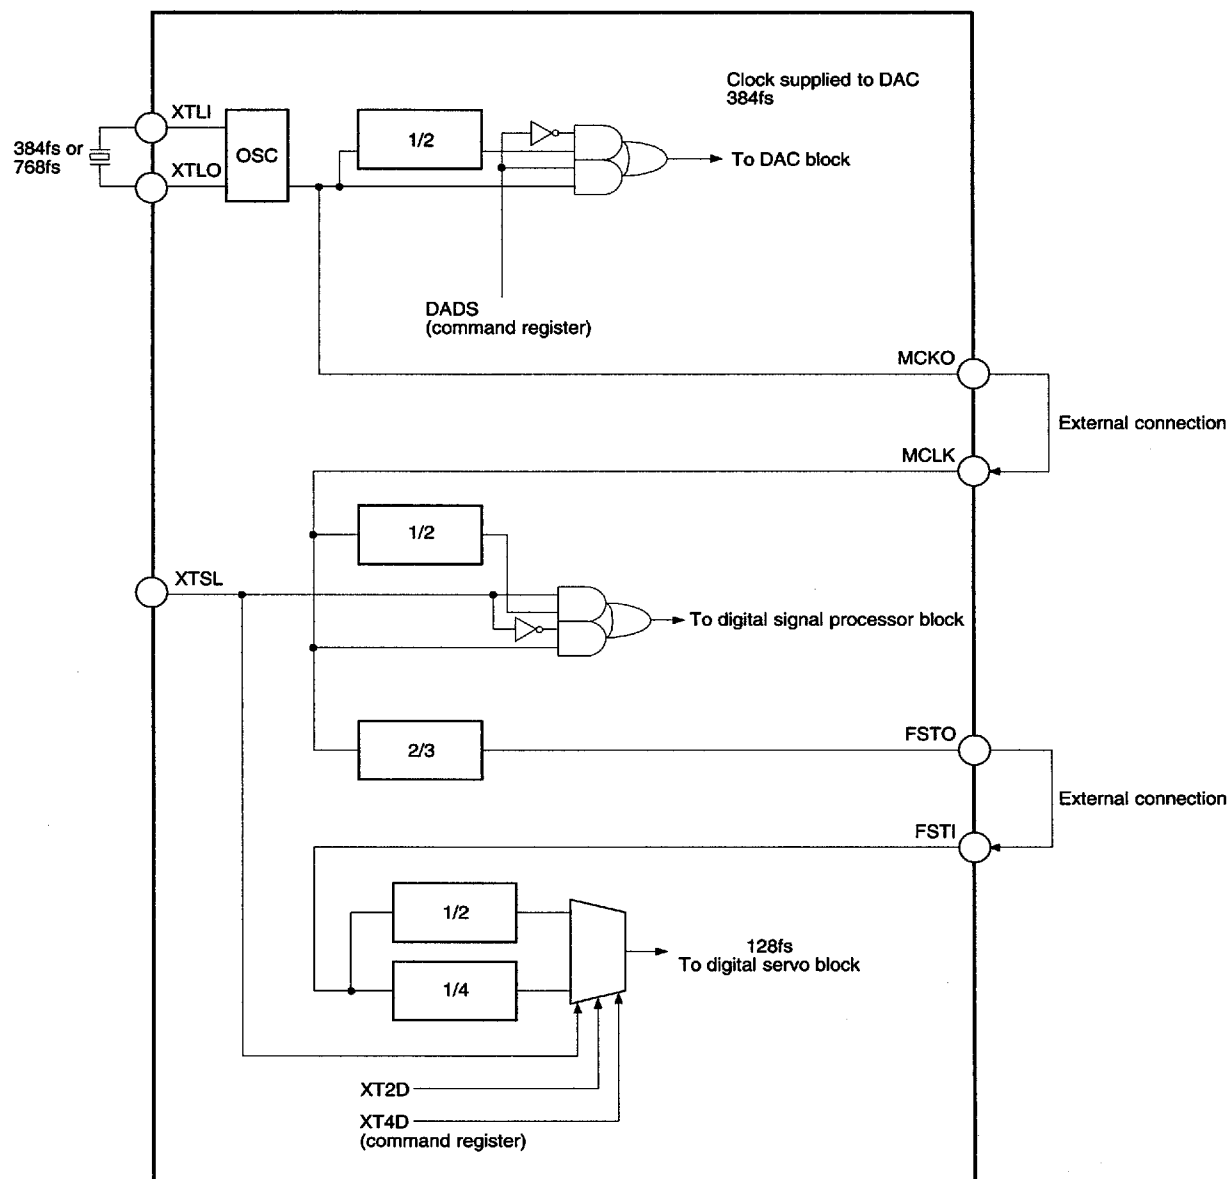 Clock supplied to DAC
384fs
XTLI
384fs or
768fs
OSC
1/2
To DAC block
XTLO
DADS
(command register)
MCKO
External connection
MCLK
1/2
XTSL
To digital signal processor block
2/3
FSTO
External connection
FSTI
1/2
128fs
To digital servo block
1/4
XT2D
XT4D
(command register)